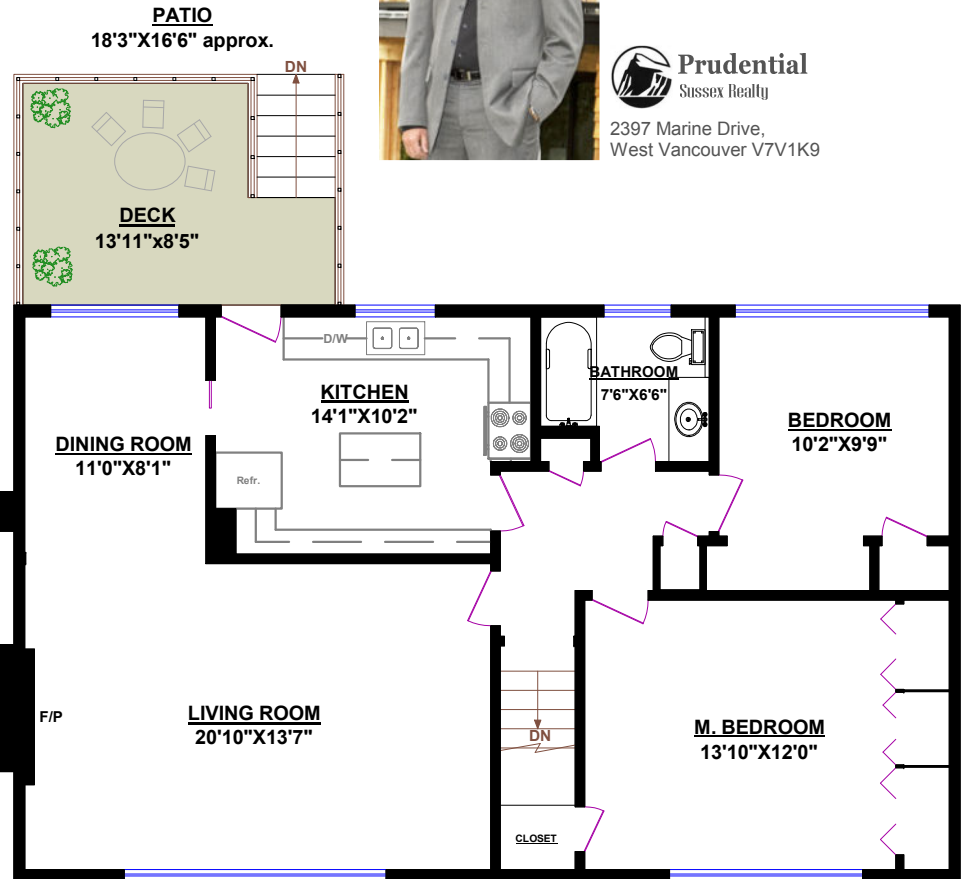 PATIO
18'3"X16'6" approx.
Prudential
Sussex Realty
2397 Marine Drive,
West Vancouver V7V1K9
DN
DECK
13'11"x8'5"
D/W
KITCHEN
14'1"X10'2"
BATHROOM
7'6"X6'6"
BEDROOM
10'2"X9'9"
DINING ROOM
11'0"X8'1"
Refr.
F/P
LIVING ROOM
20'10"X13'7"
DN
M. BEDROOM
13'10"X12'0"
CLOSET